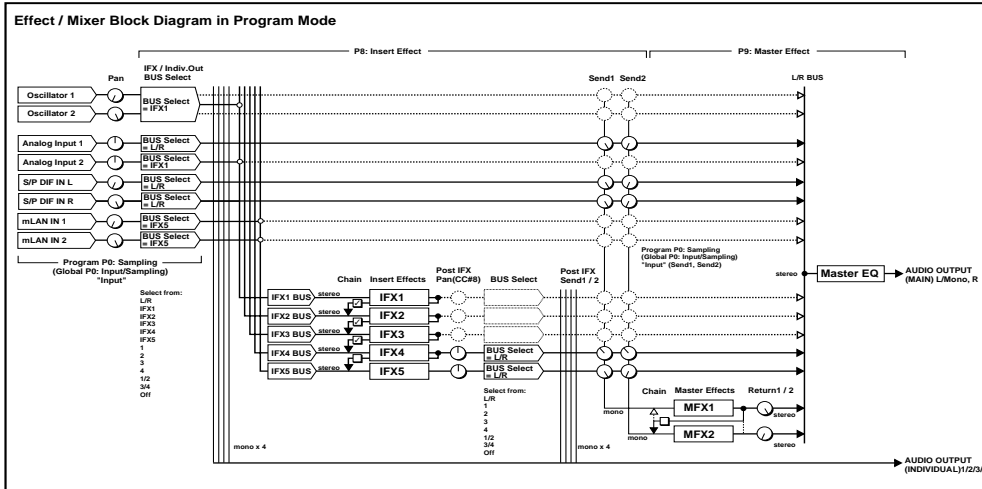 Effect / Mixer Block Diagram in Program Mode
P8: Insert Effect
P9: Master Effect
Pan
IFX / Indiv.Out
BUS Select
Send1 Send2
L/R BUS
Oscillator 1
Oscillator 2
BUS Select
= IFX1
Analog Input 1
BUS Select
= L/R
Analog Input 2
BUS Select
= IFX1
S/P DIF IN L
BUS Select
= L/R
S/P DIF IN R
BUS Select
= L/R
mLAN IN 1
BUS Select
= IFX5
mLAN IN 2
BUS Select
= IFX5
Program P0: Sampling
(Global P0: Input/Sampling)
"Input"
Program P0: Sampling
(Global P0: Input/Sampling)
"Input" (Send1, Send2)
stereo
Master EQ
AUDIO OUTPUT
(MAIN) L/Mono, R
Select from:
L/R
IFX1
IFX2
IFX3
IFX4
IFX5
1
2
3
4
1/2
3/4
Off
Chain
Insert Effects
Post IFX
Pan(CC#8)
BUS Select
Post IFX
Send1 / 2
IFX1 BUS
stereo
IFX1
IFX2 BUS
stereo
IFX2
IFX3 BUS
stereo
IFX3
IFX4 BUS
stereo
IFX4
BUS Select
= L/R
IFX5 BUS
stereo
IFX5
BUS Select
= L/R
Select from:
L/R
1
2
3
4
1/2
3/4
Off
Chain
Master Effects
Return1 / 2
mono
MFX1
stereo
mono
MFX2
stereo
mono x 4
mono x 4
AUDIO OUTPUT
(INDIVIDUAL)1/2/3/